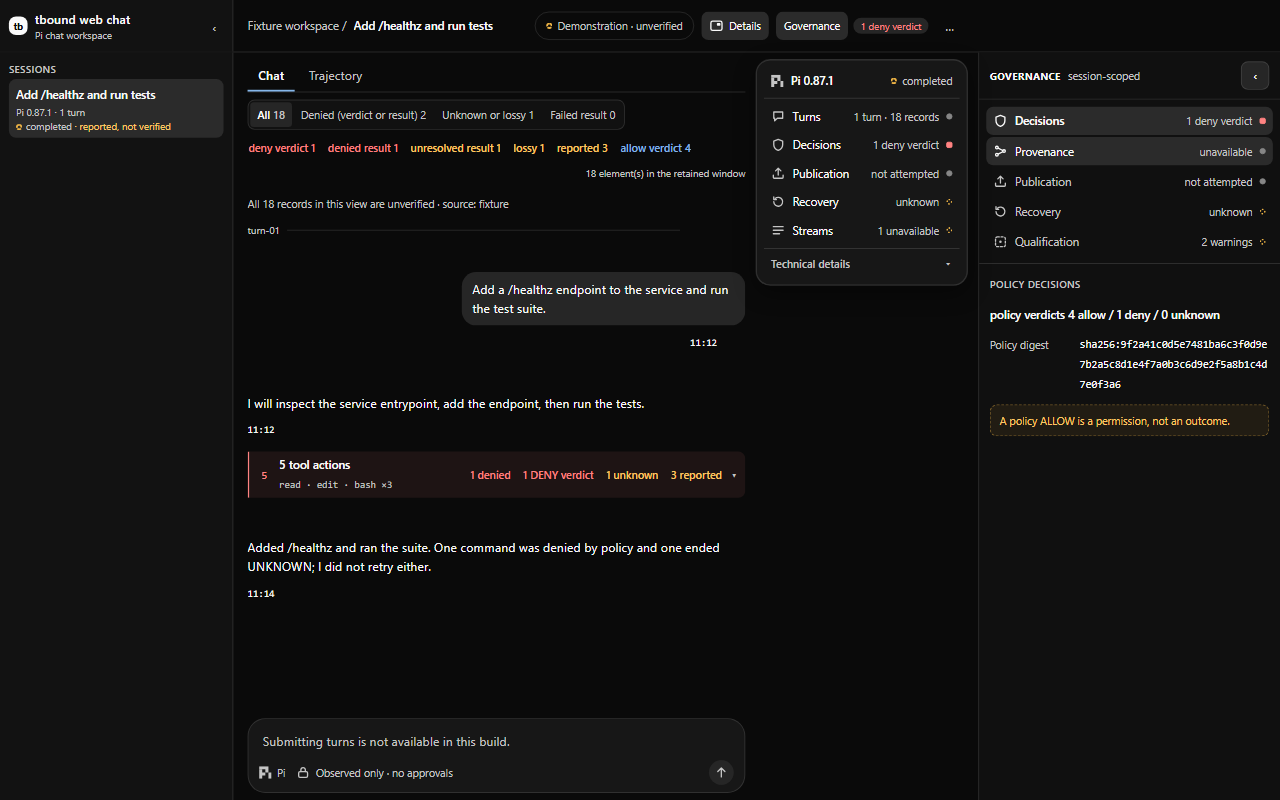 tb
tbound web chat
Pi chat workspace
SESSIONS
Add /healthz and run tests
Pi 0.87.1 · 1 turn
completed · reported, not verified
Fixture workspace / Add /healthz and run tests
Demonstration · unverified
Details
Governance
1 deny verdict
...
Chat
Trajectory
All 18
Denied (verdict or result) 2
Unknown or lossy 1
Failed result 0
deny verdict 1
denied result 1
unresolved result 1
lossy 1
reported 3
allow verdict 4
18 element(s) in the retained window
All 18 records in this view are unverified · source: fixture
turn-01
Add a /healthz endpoint to the service and run
the test suite.
11:12
I will inspect the service entrypoint, add the endpoint, then run the tests.
11:12
5
5 tool actions
read · edit · bash ×3
1 denied
1 DENY verdict
1 unknown
3 reported
Added /healthz and ran the suite. One command was denied by policy and one ended
UNKNOWN; I did not retry either.
11:14
Submitting turns is not available in this build.
Pi
Observed only · no approvals
Pi 0.87.1
completed
Turns
1 turn · 18 records
Decisions
1 deny verdict
Publication
not attempted
Recovery
unknown
Streams
1 unavailable
Technical details
GOVERNANCE session-scoped
Decisions
1 deny verdict
Provenance
unavailable
Publication
not attempted
Recovery
unknown
Qualification
2 warnings
POLICY DECISIONS
policy verdicts 4 allow / 1 deny / 0 unknown
Policy digest
sha256:9f2a41c0d5e7481ba6c3f0d9e
7b2a5c8d1e4f7a0b3c6d9e2f5a8b1c4d
7e0f3a6
A policy ALLOW is a permission, not an outcome.